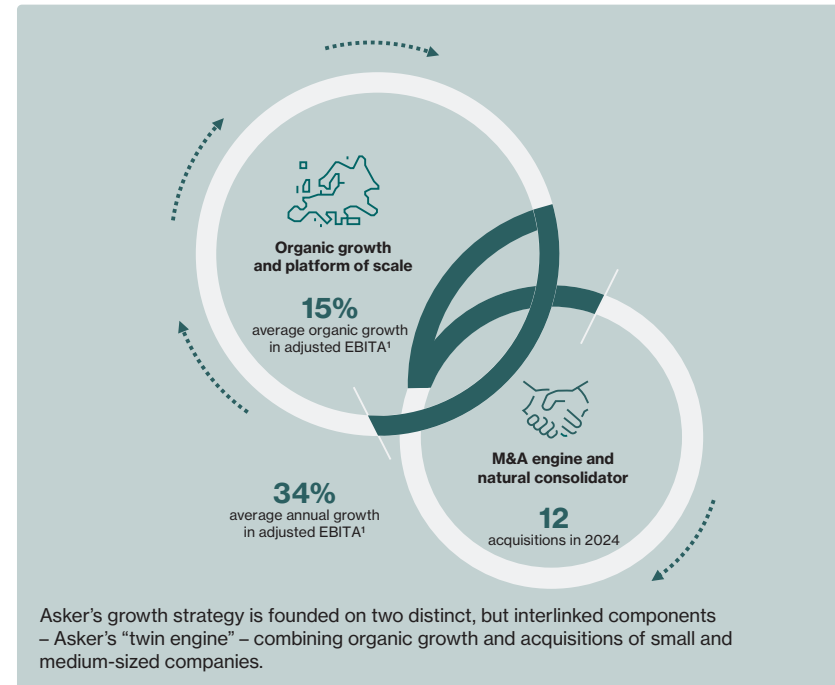 Organic growth
and platform of scale
15%
average organic growth
in adjusted EBITA¹
M&A engine and
natural consolidator
12
acquisitions in 2024
34%
average annual growth
in adjusted EBITA¹
Asker’s growth strategy is founded on two distinct, but interlinked components
– Asker’s “twin engine” – combining organic growth and acquisitions of small and
medium-sized companies.